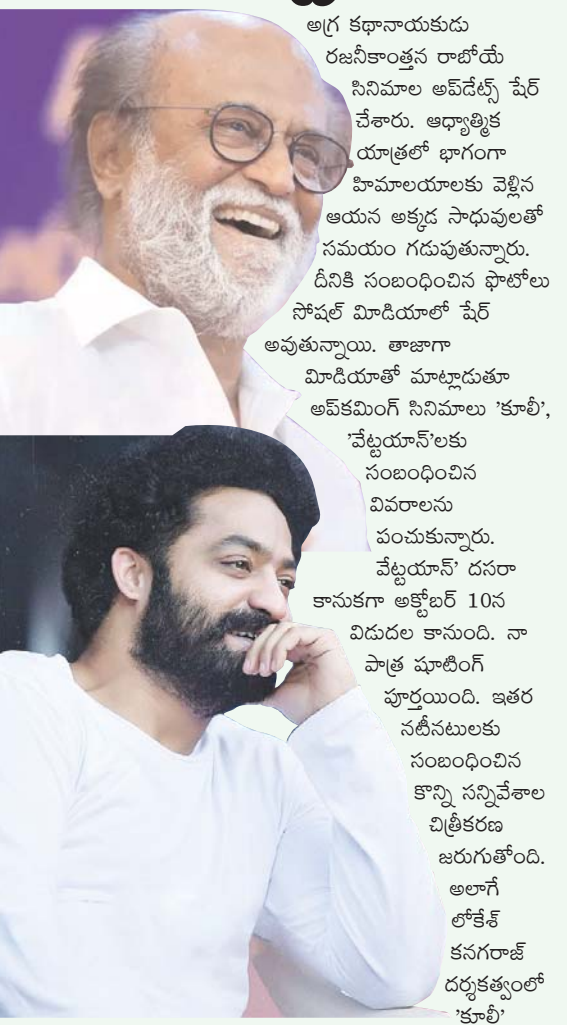 అగ్ర కథానాయకుడు
రజనీకాంత్తన రాబోయే
సినిమాల అప్‌డేట్స్ షేర్
చేశారు. ఆధ్యాత్మిక
యాత్రలో భాగంగా
హిమాలయాలకు వెళ్లిన
ఆయన అక్కడ సాధువులతో
సమయం గడుపుతున్నారు.
దీనికి సంబంధించిన ఫొటోలు
సోషల్ మీడియాలో షేర్
అవుతున్నాయి. తాజాగా
మీడియాతో మాట్లాడుతూ
అప్‌కమింగ్ సినిమాలు 'కూలీ',
'వేట్టయాన్'లకు
సంబంధించిన
వివరాలను
పంచుకున్నారు.
వేట్టయాన్' దసరా
కానుకగా అక్టోబర్ 10న
విడుదల కానుంది. నా
పాత్ర షూటింగ్
పూర్తయింది. ఇతర
నటీనటులకు
సంబంధించిన
కొన్ని సన్నివేశాల
చిత్రీకరణ
జరుగుతోంది.
అలాగే
లోకేశ్
కనగరాజ్
దర్శకత్వంలో
'కూలీ'